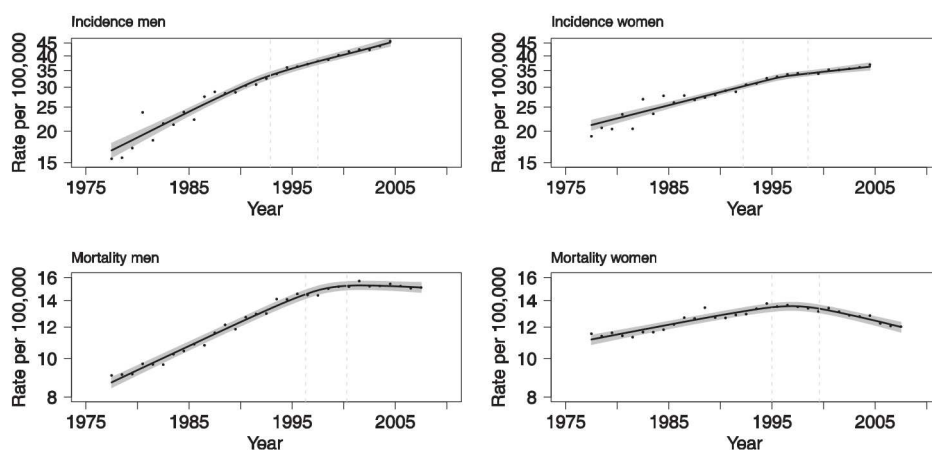 Incidence men
Rate per 100,000
45
40
35
30
25
20
15
1975 1985 1995 2005
Year
Incidence women
Rate per 100,000
45
40
35
30
25
20
15
1975 1985 1995 2005
Year
Mortality men
Rate per 100,000
16
14
12
10
8
1975 1985 1995 2005
Year
Mortality women
Rate per 100,000
16
14
12
10
8
1975 1985 1995 2005
Year